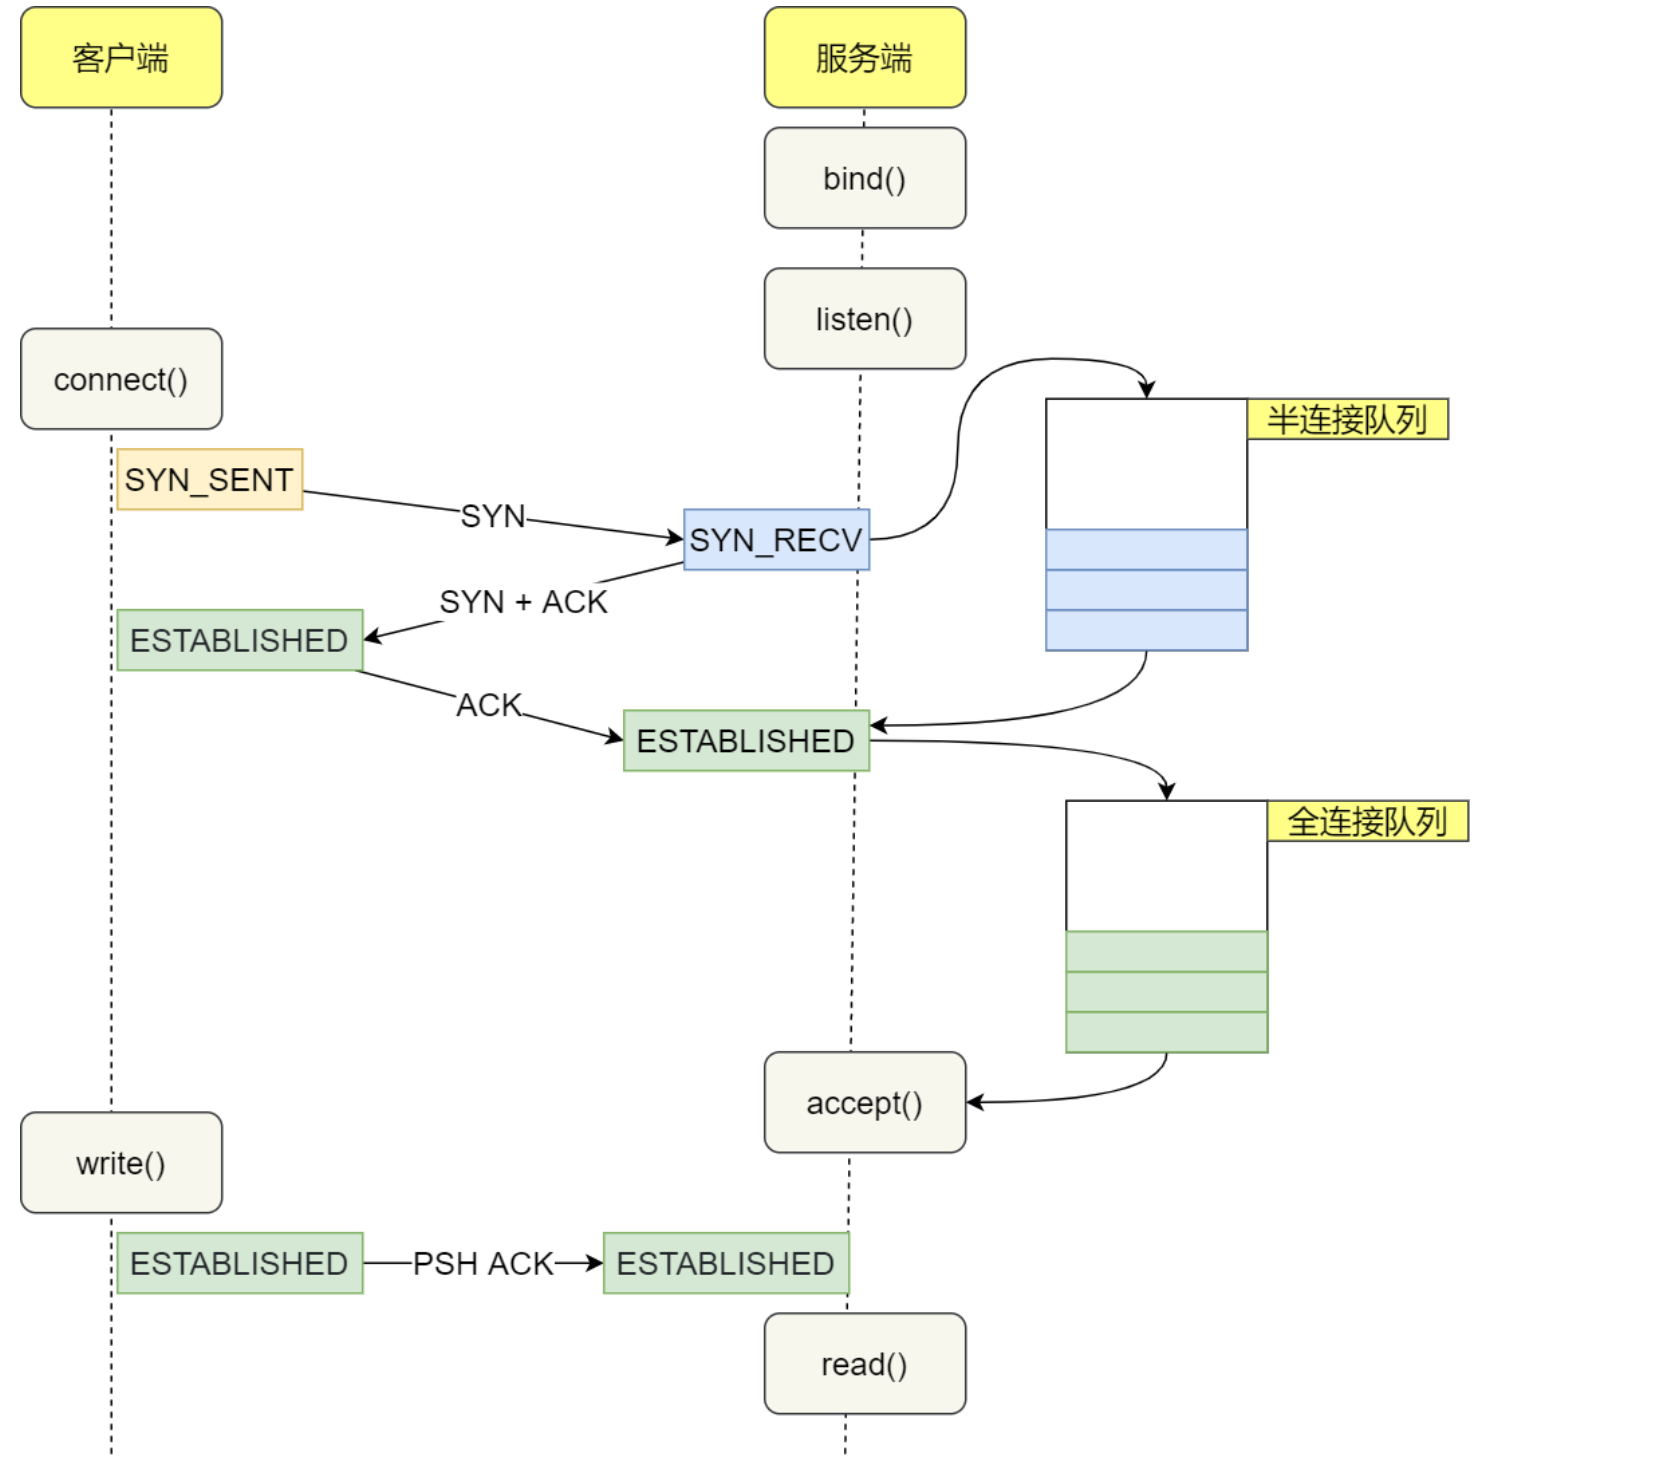 客户端
服务端
bind()
listen()
connect()
半连接队列
SYN_SENT
SYN
SYN_RECV
SYN + ACK
ESTABLISHED
ACK
ESTABLISHED
全连接队列
accept()
write()
ESTABLISHED
PSH ACK
ESTABLISHED
read()